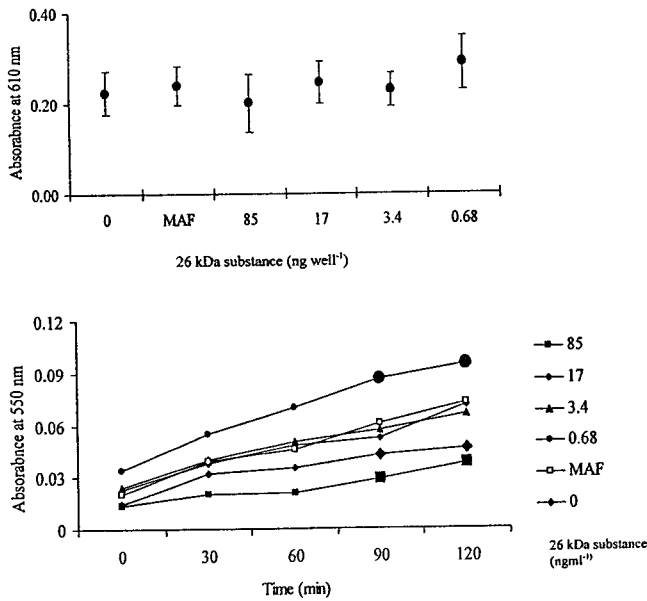 0.40
0.20
0.00
Absorabnce at 610 nm
0 MAF 85 17 3.4 0.68
26 kDa substance (ng well⁻¹)
0.12
0.09
0.06
0.03
0
Absorabnce at 550 nm
0 30 60 90 120
Time (min)
85
17
3.4
0.68
MAF
0
26 kDa substance
(ngml⁻¹⁾